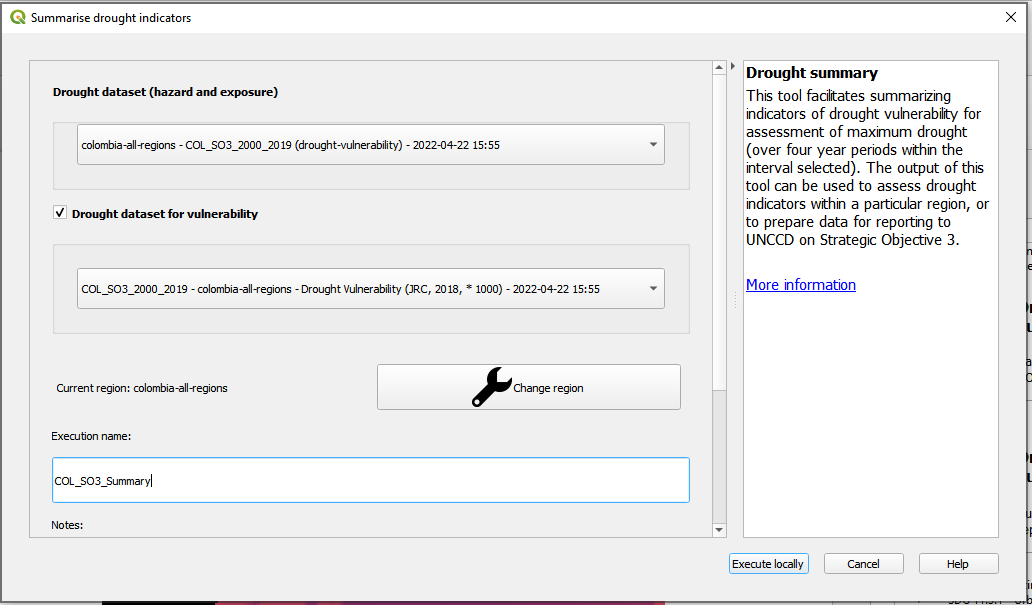 Summarise drought indicators
Drought dataset (hazard and exposure)
colombia-all-regions - COL_SO3_2000_2019 (drought-vulnerability) - 2022-04-22 15:55
Drought dataset for vulnerability
COL_SO3_2000_2019 - colombia-all-regions - Drought Vulnerability (JRC, 2018, * 1000) - 2022-04-22 15:55
Current region: colombia-all-regions
Change region
Execution name:
COL_SO3_Summary
Notes:
Drought summary
This tool facilitates summarizing
indicators of drought vulnerability for
assessment of maximum drought
(over four year periods within the
interval selected). The output of this
tool can be used to assess drought
indicators within a particular region, or
to prepare data for reporting to
UNCCD on Strategic Objective 3.
More information
Execute locally
Cancel
Help